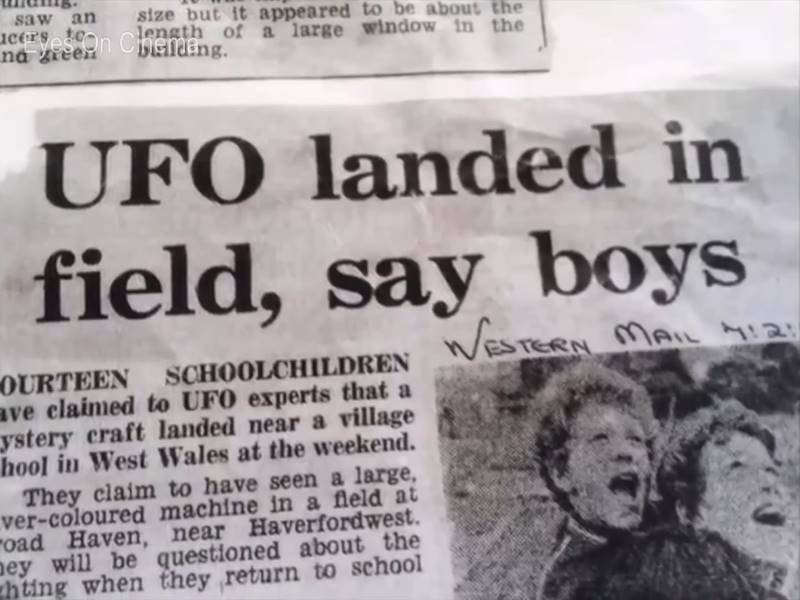 saw an
and green
size but it appeared to be about the
length of a large window in the
building.
Eyes On Cinema
UFO landed in
field, say boys
WESTERN MAIL 7:2:
OURTEEN SCHOOLCHILDREN
ave claimed to UFO experts that a
ystery craft landed near a village
hool in West Wales at the weekend.
They claim to have seen a large,
ver-coloured machine in a field at
road Haven, near Haverfordwest.
hey will be questioned about the
ghting when they return to school